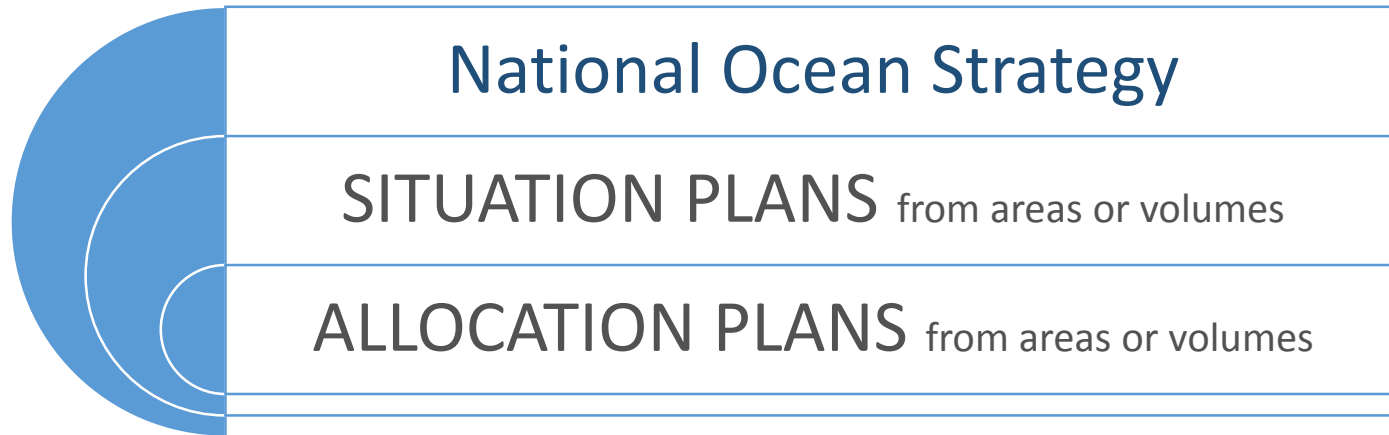 National Ocean Strategy
SITUATION PLANS from areas or volumes
ALLOCATION PLANS from areas or volumes